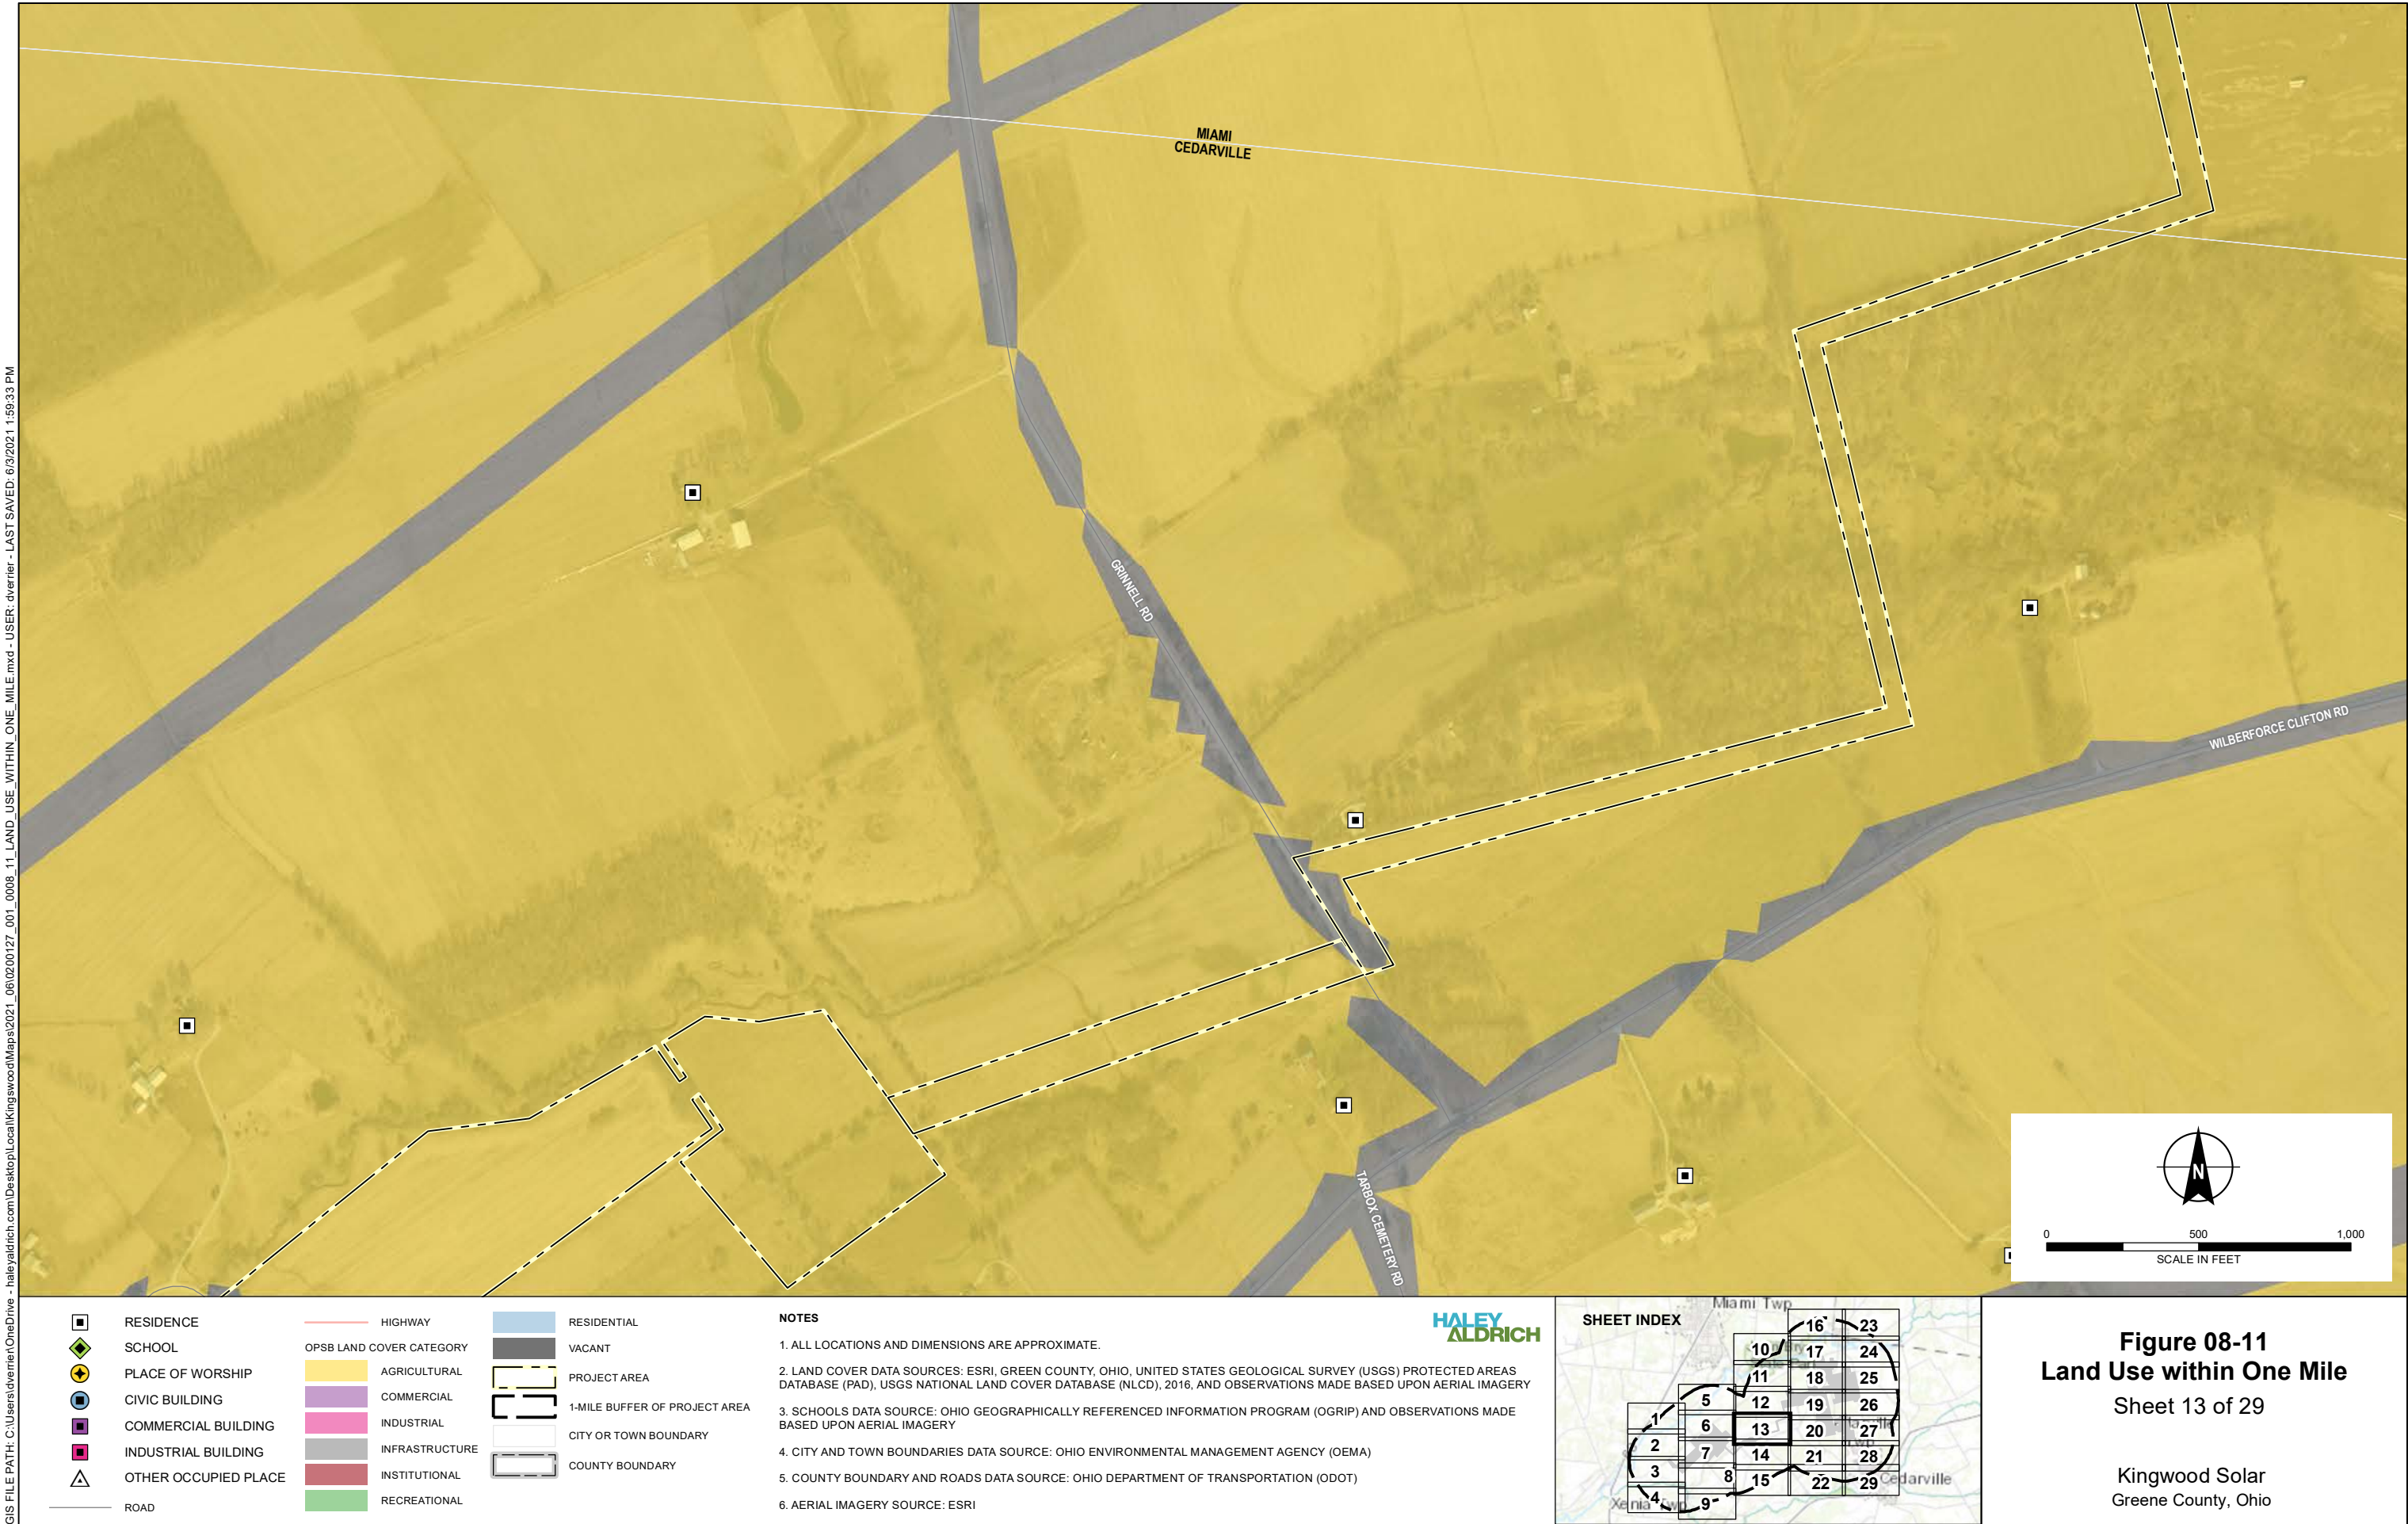 GIS FILE PATH: C:\Users\dverrier\OneDrive - haleyaldrich.com\Desktop\Local\Kingswood\Maps\2021_06\0200127_001_0008_11_LAND_USE_WITHIN_ONE_MILE.mxd - USER: dverrier - LAST SAVED: 6/3/2021 1:59:33 PM
MIAMI
CEDARVILLE
GRINNELL RD
WILBERFORCE CLIFTON RD
TARBOX CEMETERY RD
N
0 500 1,000
SCALE IN FEET
RESIDENCE
SCHOOL
PLACE OF WORSHIP
CIVIC BUILDING
COMMERCIAL BUILDING
INDUSTRIAL BUILDING
OTHER OCCUPIED PLACE
ROAD
HIGHWAY
OPSB LAND COVER CATEGORY
AGRICULTURAL
COMMERCIAL
INDUSTRIAL
INFRASTRUCTURE
INSTITUTIONAL
RECREATIONAL
RESIDENTIAL
VACANT
PROJECT AREA
1-MILE BUFFER OF PROJECT AREA
CITY OR TOWN BOUNDARY
COUNTY BOUNDARY
NOTES
1. ALL LOCATIONS AND DIMENSIONS ARE APPROXIMATE.
2. LAND COVER DATA SOURCES: ESRI, GREEN COUNTY, OHIO, UNITED STATES GEOLOGICAL SURVEY (USGS) PROTECTED AREAS
DATABASE (PAD), USGS NATIONAL LAND COVER DATABASE (NLCD), 2016, AND OBSERVATIONS MADE BASED UPON AERIAL IMAGERY
3. SCHOOLS DATA SOURCE: OHIO GEOGRAPHICALLY REFERENCED INFORMATION PROGRAM (OGRIP) AND OBSERVATIONS MADE
BASED UPON AERIAL IMAGERY
4. CITY AND TOWN BOUNDARIES DATA SOURCE: OHIO ENVIRONMENTAL MANAGEMENT AGENCY (OEMA)
5. COUNTY BOUNDARY AND ROADS DATA SOURCE: OHIO DEPARTMENT OF TRANSPORTATION (ODOT)
6. AERIAL IMAGERY SOURCE: ESRI
HALEY
ALDRICH
SHEET INDEX
Miami Twp
16 23
10 17 24
11 18 25
5 12 19 26
1 6 13 20 27
2 7 14 21 28
3 8 15 22 29
4 9
Cedarville
Xenia Twp
Figure 08-11
Land Use within One Mile
Sheet 13 of 29
Kingwood Solar
Greene County, Ohio